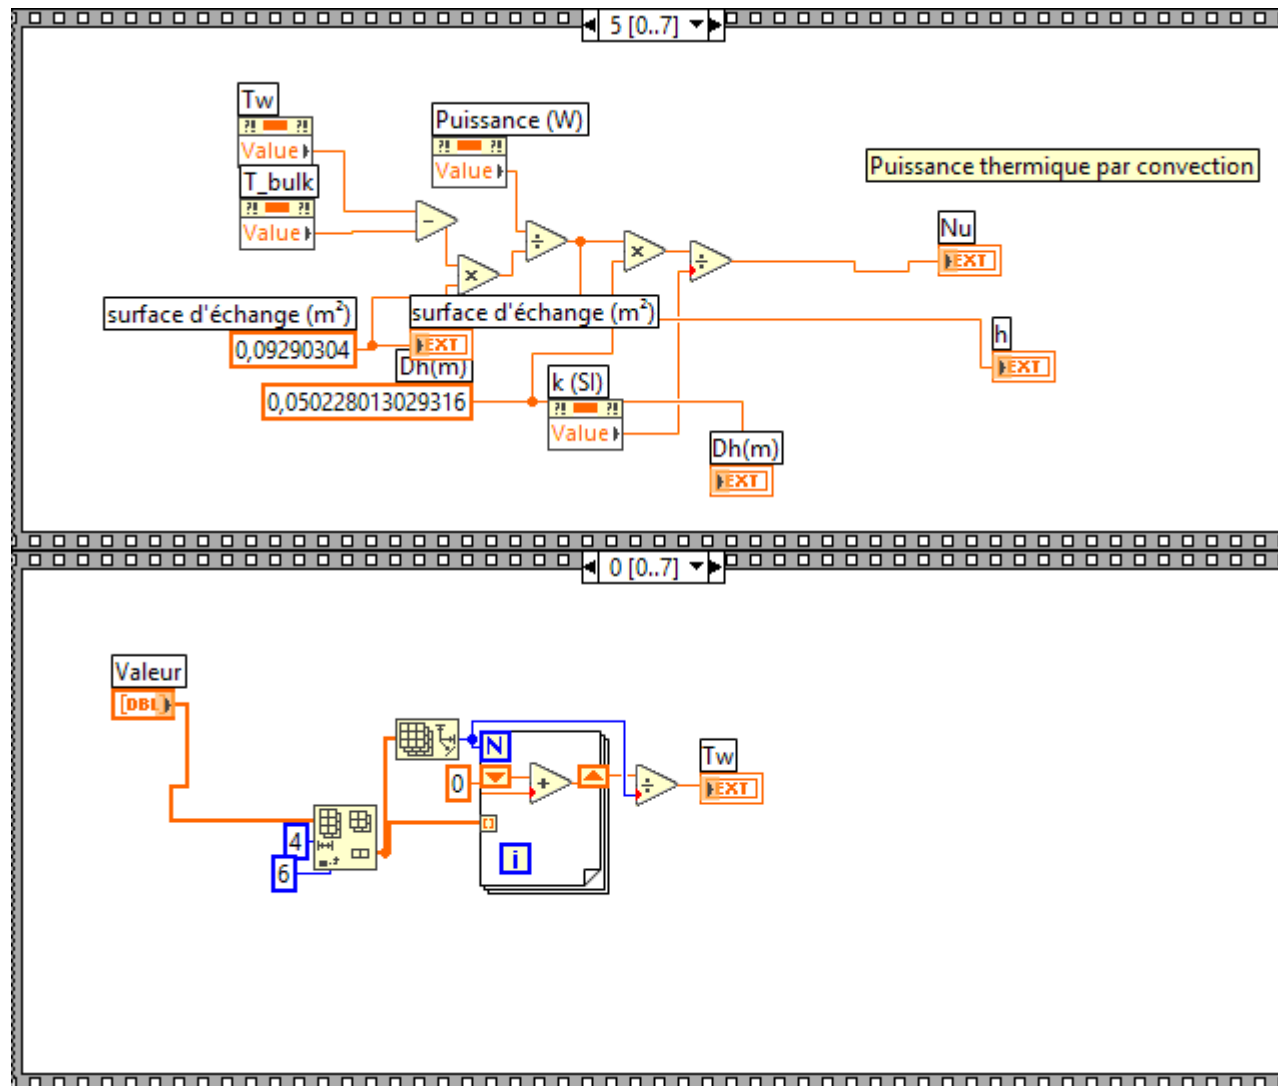 5 [0..7]
Tw
Value
Puissance (W)
Value
T_bulk
Value
Puissance thermique par convection
-
÷
x
÷
x
Nu
EXT
surface d'échange (m²)
0,09290304
surface d'échange (m²)
EXT
h
EXT
Dh(m)
0,050228013029316
k (SI)
Value
Dh(m)
EXT
0 [0..7]
Valeur
[DBL]
N
0
+
÷
Tw
EXT
4
6
i